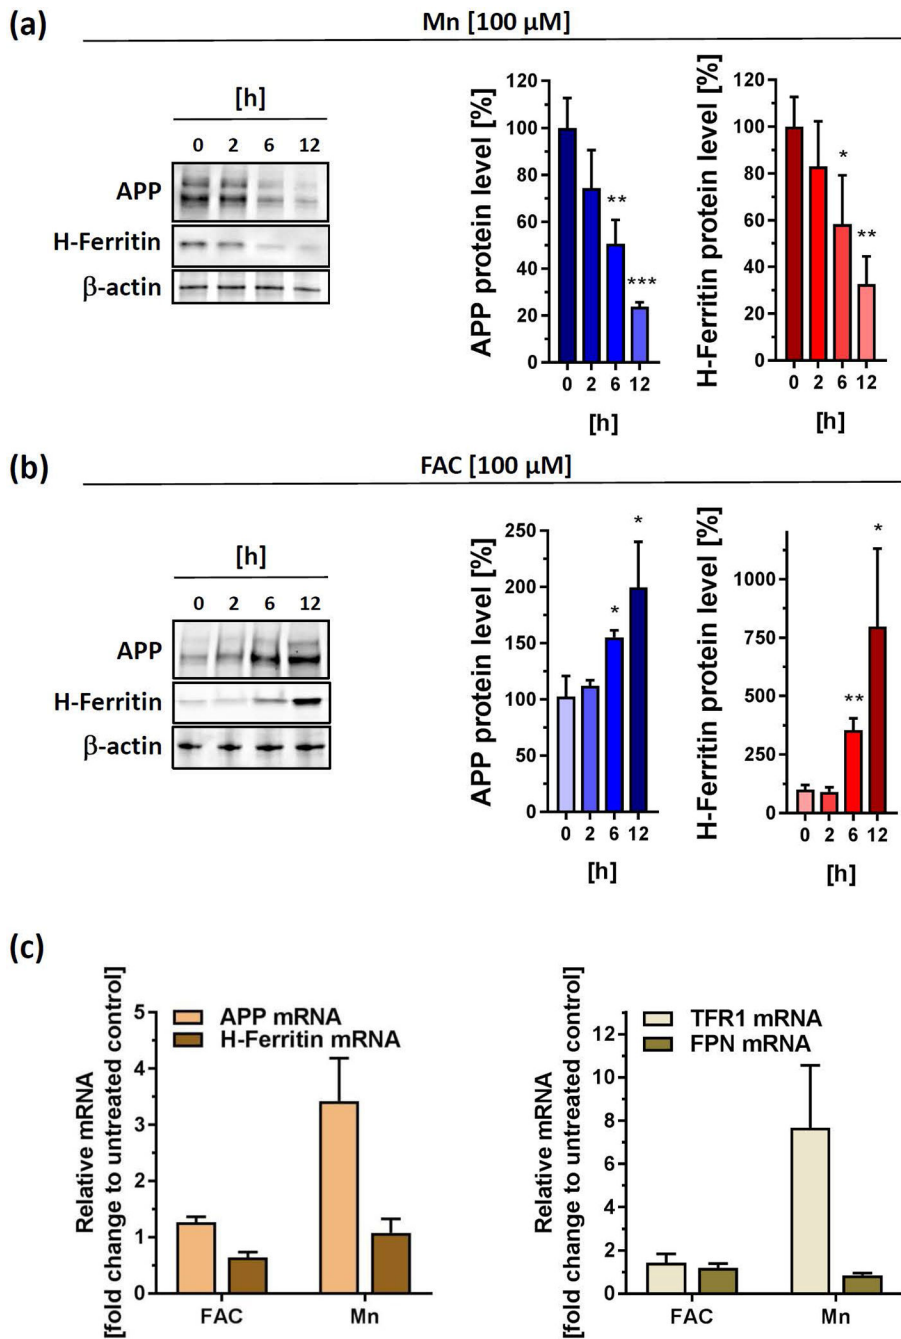 (a)
Mn [100 µM]
[h]
0 2 6 12
APP
H-Ferritin
β-actin
APP protein level [%]
120
100
80
60
40
20
0
**
***
0 2 6 12
[h]
H-Ferritin protein level [%]
120
100
80
60
40
20
0
*
**
0 2 6 12
[h]
(b)
FAC [100 µM]
[h]
0 2 6 12
APP
H-Ferritin
β-actin
APP protein level [%]
250
200
150
100
50
0
*
*
0 2 6 12
[h]
H-Ferritin protein level [%]
1000
750
500
250
0
*
**
0 2 6 12
[h]
(c)
Relative mRNA
[fold change to untreated control]
5
4
3
2
1
0
APP mRNA
H-Ferritin mRNA
FAC Mn
Relative mRNA
[fold change to untreated control]
12
10
8
6
4
2
0
TFR1 mRNA
FPN mRNA
FAC Mn